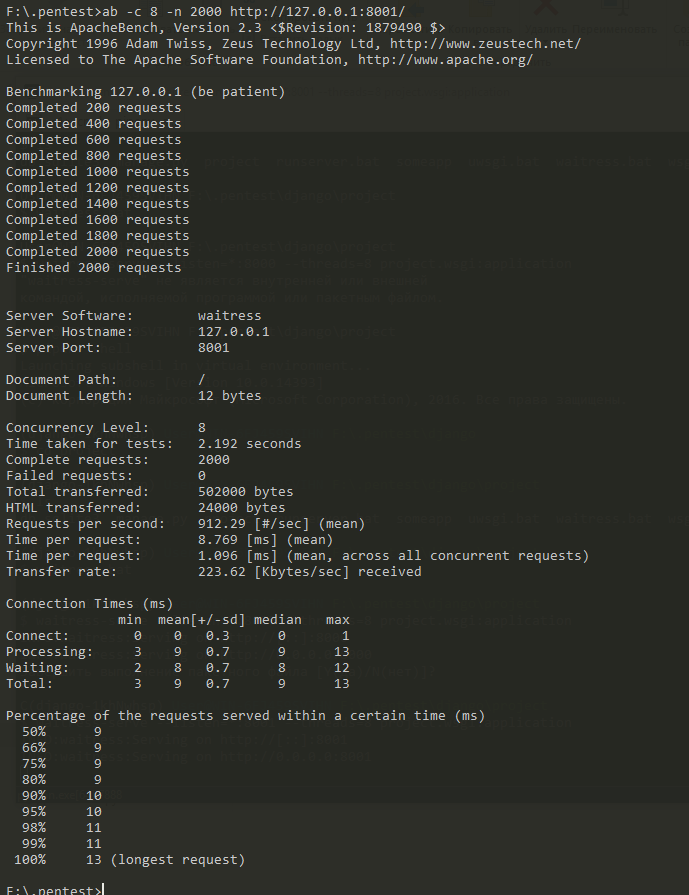 F:\.pentest>ab -c 8 -n 2000 http://127.0.0.1:8001/
This is ApacheBench, Version 2.3 <$Revision: 1879490 $>
Copyright 1996 Adam Twiss, Zeus Technology Ltd, http://www.zeustech.net/
Licensed to The Apache Software Foundation, http://www.apache.org/
Benchmarking 127.0.0.1 (be patient)
Completed 200 requests
Completed 400 requests
Completed 600 requests
Completed 800 requests
Completed 1000 requests
Completed 1200 requests
Completed 1400 requests
Completed 1600 requests
Completed 1800 requests
Completed 2000 requests
Finished 2000 requests
Server Software:        waitress
Server Hostname:        127.0.0.1
Server Port:            8001
Document Path:          /
Document Length:        12 bytes
Concurrency Level:      8
Time taken for tests:   2.192 seconds
Complete requests:      2000
Failed requests:        0
Total transferred:      502000 bytes
HTML transferred:       24000 bytes
Requests per second:    912.29 [#/sec] (mean)
Time per request:       8.769 [ms] (mean)
Time per request:       1.096 [ms] (mean, across all concurrent requests)
Transfer rate:          223.62 [Kbytes/sec] received
Connection Times (ms)
              min  mean[+/-sd] median   max
Connect:        0    0   0.3      0       1
Processing:     3    9   0.7      9      13
Waiting:        2    8   0.7      8      12
Total:          3    9   0.7      9      13
Percentage of the requests served within a certain time (ms)
  50%      9
  66%      9
  75%      9
  80%      9
  90%     10
  95%     10
  98%     11
  99%     11
 100%     13 (longest request)
F:\.pentest>